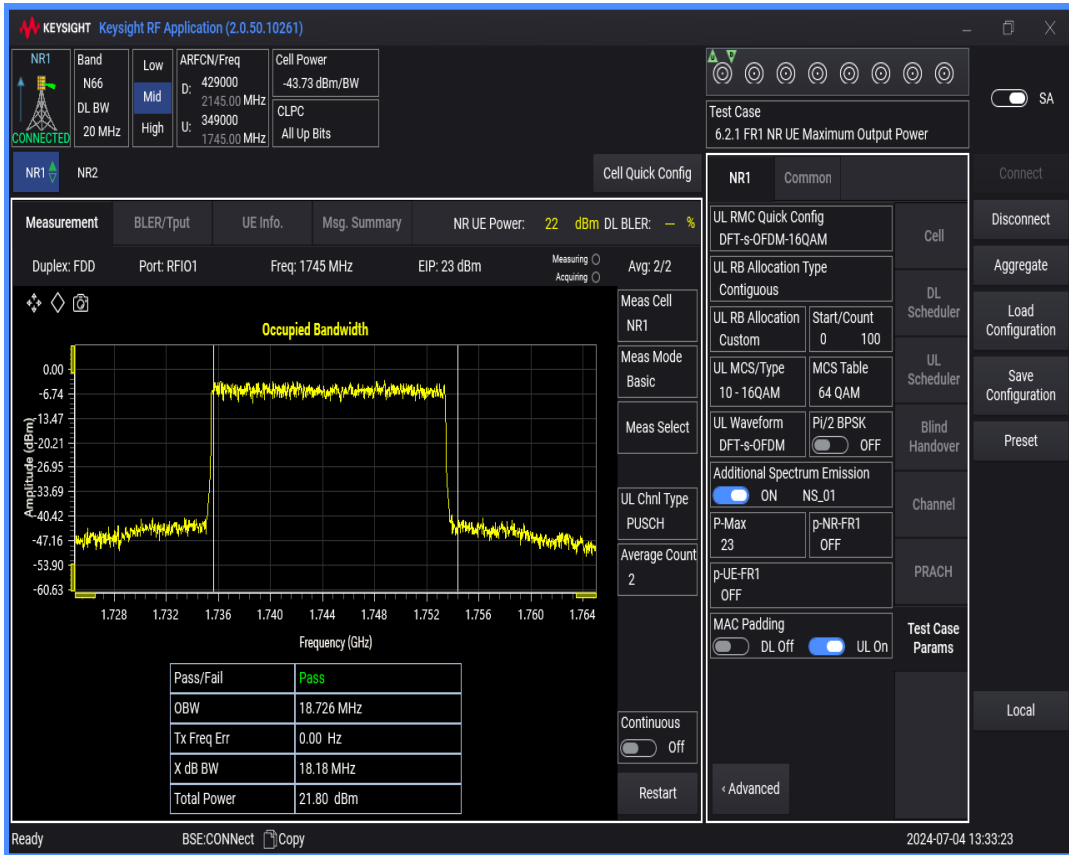 KEYSIGHT Keysight RF Application (2.0.50.10261)
NR1
CONNECTED
Band
N66
DL BW
20 MHz
Low
Mid
High
ARFCN/Freq
D: 429000
2145.00 MHz
U: 349000
1745.00 MHz
Cell Power
-43.73 dBm/BW
CLPC
All Up Bits
Test Case
6.2.1 FR1 NR UE Maximum Output Power
SA
NR1 NR2
Cell Quick Config
NR1 Common
Connect
Disconnect
Aggregate
Load Configuration
Save Configuration
Preset
Local
Measurement BLER/Tput UE Info. Msg. Summary NR UE Power: 22 dBm DL BLER: --- %
Duplex: FDD Port: RFIO1 Freq: 1745 MHz EIP: 23 dBm Measuring Acquiring Avg: 2/2
Occupied Bandwidth
Amplitude (dBm)
0.00
-6.74
-13.47
-20.21
-26.95
-33.69
-40.42
-47.16
-53.90
-60.63
1.728 1.732 1.736 1.740 1.744 1.748 1.752 1.756 1.760 1.764
Frequency (GHz)
Pass/Fail Pass
OBW 18.726 MHz
Tx Freq Err 0.00 Hz
X dB BW 18.18 MHz
Total Power 21.80 dBm
Meas Cell
NR1
Meas Mode
Basic
Meas Select
UL Chnl Type
PUSCH
Average Count
2
Continuous
Off
Restart
UL RMC Quick Config
DFT-s-OFDM-16QAM
UL RB Allocation Type
Contiguous
UL RB Allocation
Custom
Start/Count
0 100
UL MCS/Type
10 - 16QAM
MCS Table
64 QAM
UL Waveform
DFT-s-OFDM
Pi/2 BPSK
OFF
Additional Spectrum Emission
ON NS_01
P-Max
23
p-NR-FR1
OFF
p-UE-FR1
OFF
MAC Padding
DL Off UL On
‹ Advanced
Cell
DL Scheduler
UL Scheduler
Blind Handover
Channel
PRACH
Test Case Params
Ready BSE:CONNect Copy 2024-07-04 13:33:23